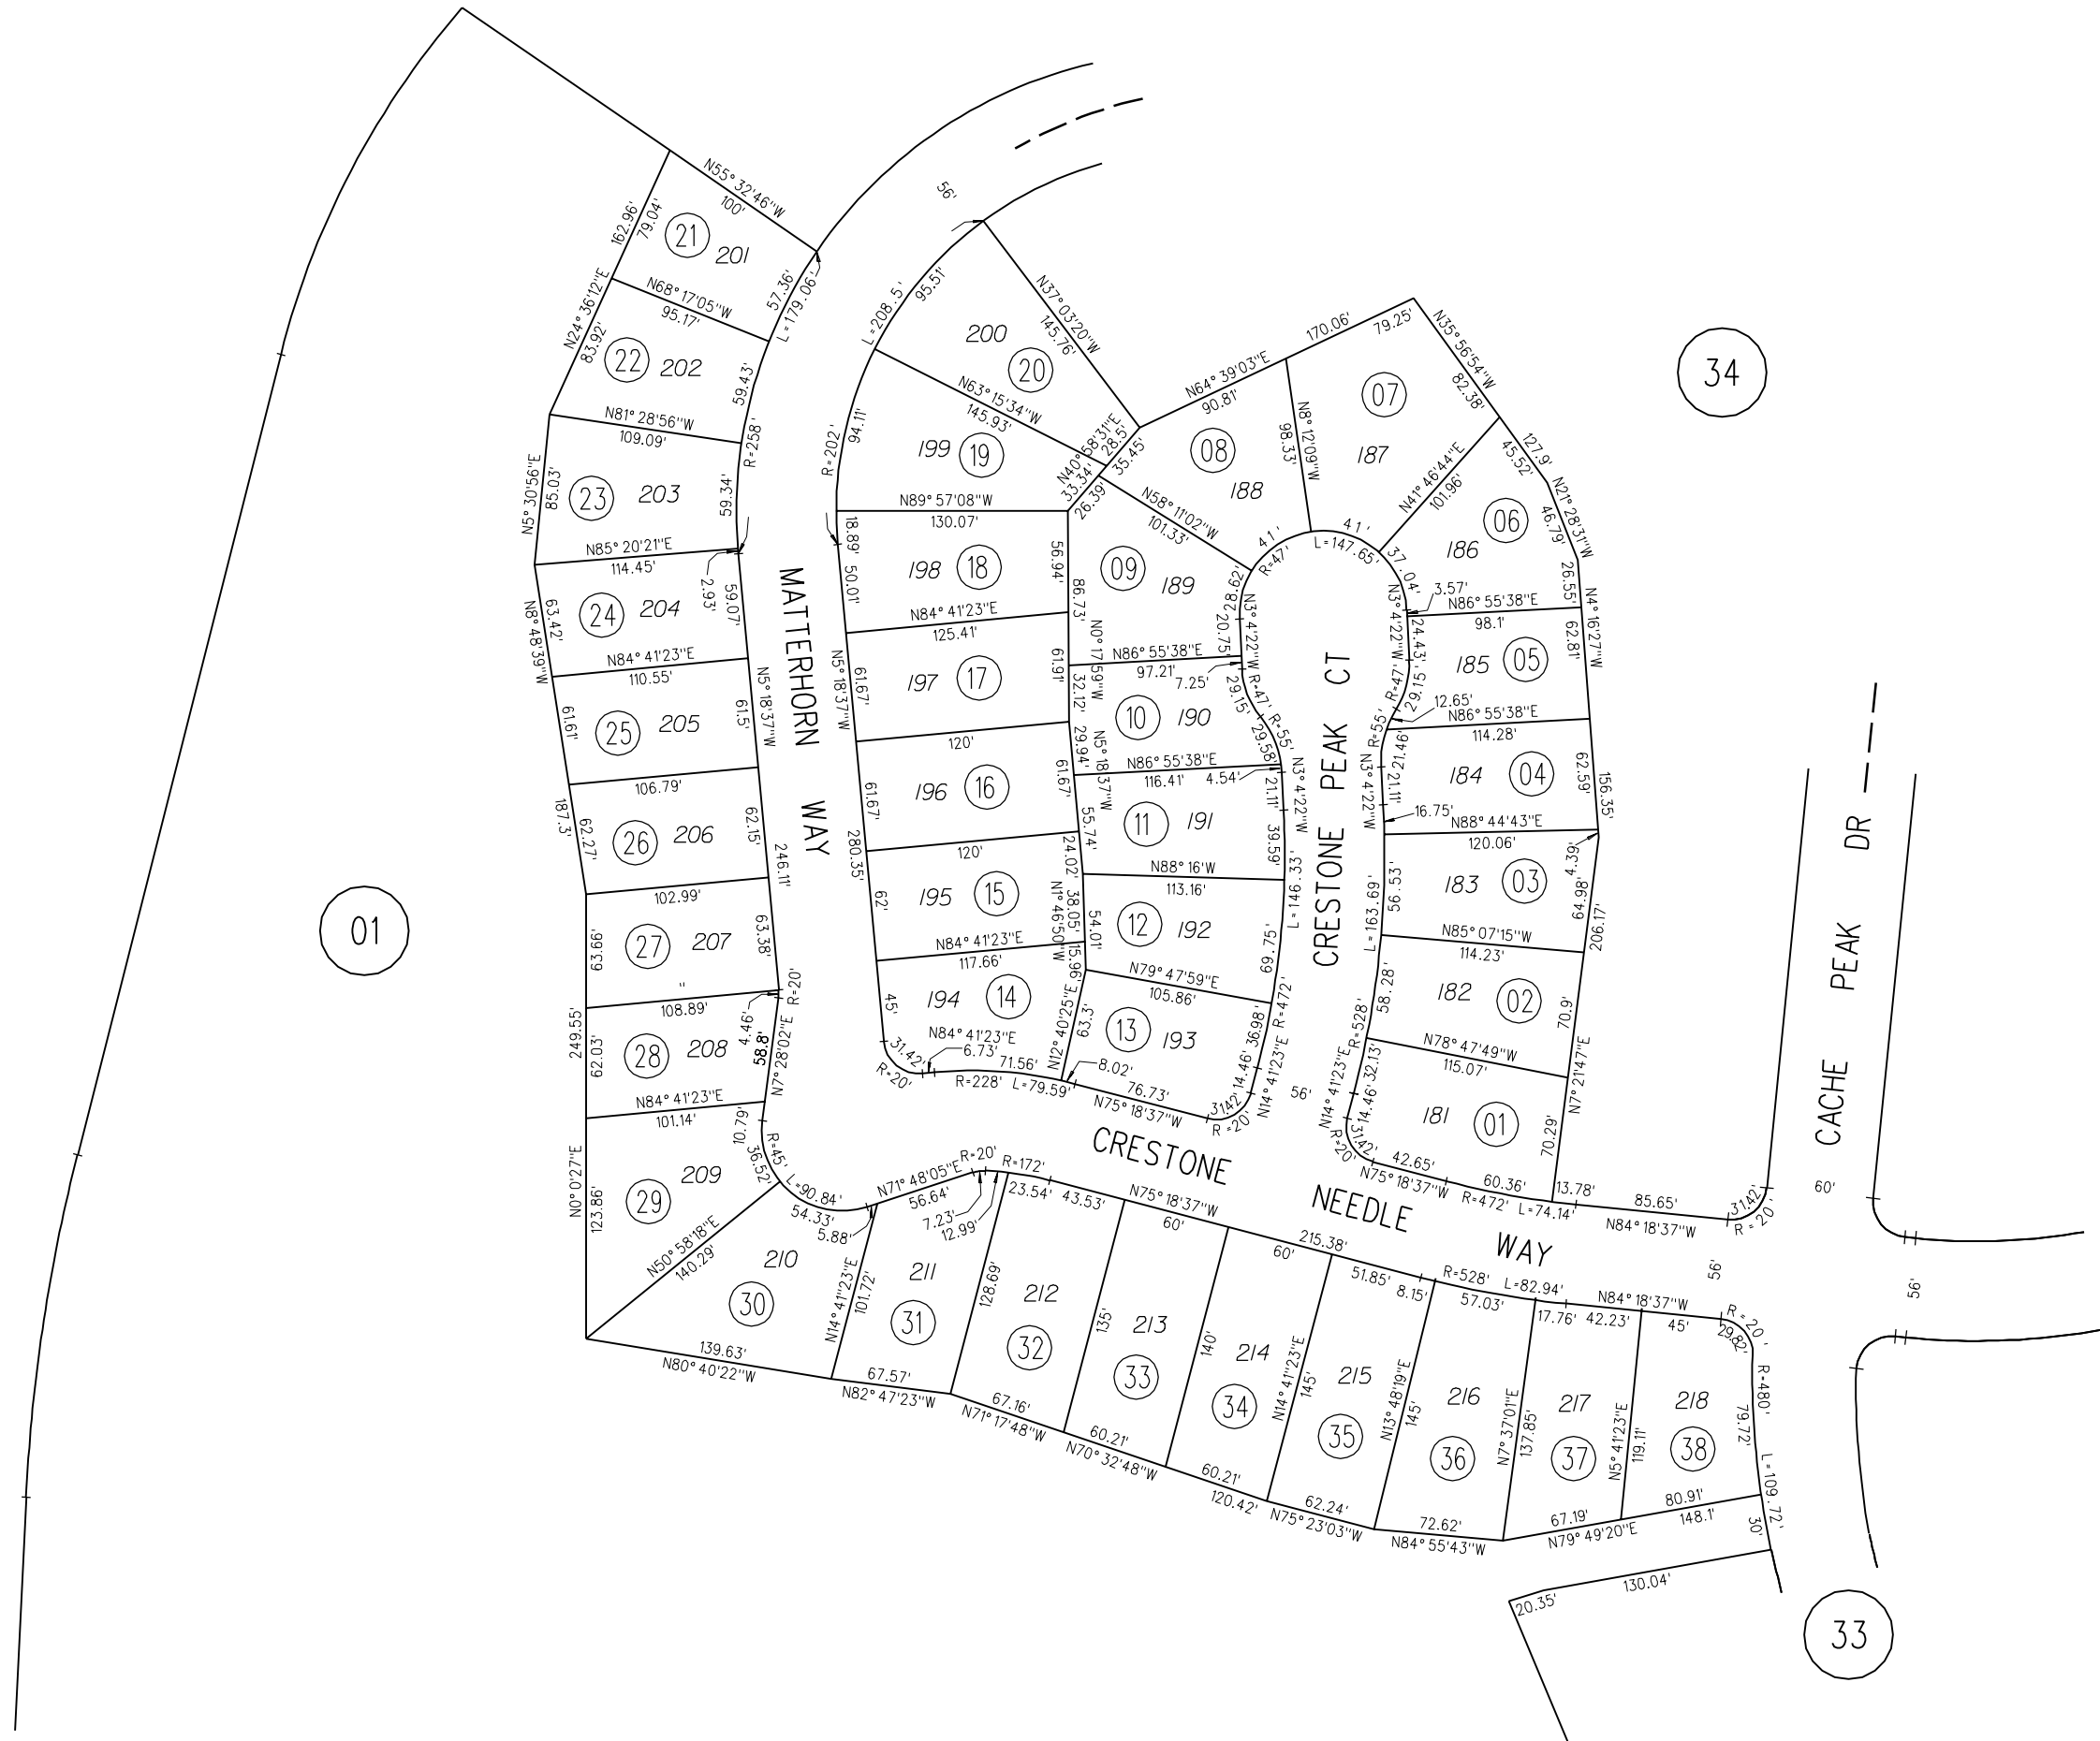 N55°32'46"W
100'
162.96'
79.04'
21
201
57.36'
L=179.06'
N68°17'05"W
95.17'
N24°36'12"E
83.92'
22
202
59.43'
N81°28'56"W
109.09'
R=258'
N5°30'56"E
85.03'
23
203
59.34'
N85°20'21"E
114.45'
2.93'
59.07'
N8°48'39"W
63.42'
24
204
N84°41'23"E
110.55'
N5°18'37"W
61.61'
25
205
61.5'
106.79'
187.3'
62.27'
26
206
62.15'
246.11'
102.99'
63.66'
27
207
63.38'
R=20'
"
108.89'
4.46'
249.55'
62.03'
28
208
58.8'
N7°28'02"E
N84°41'23"E
101.14'
10.79'
N0°0'27"E
123.86'
29
209
R=45'
36.52'
L=90.84'
54.33'
5.88'
N50°58'18"E
140.29'
210
30
139.63'
N80°40'22"W
N71°48'05"E
56.64'
R=20'
7.23'
12.99'
R=172'
23.54'
43.53'
N14°41'23"E
101.72'
211
31
67.57'
N82°47'23"W
128.69'
212
32
67.16'
N71°17'48"W
N75°18'37"W
60'
135'
213
33
60.21'
N70°32'48"W
60'
215.38'
140'
214
34
60.21'
120.42'
51.85'
8.15'
N14°41'23"E
145'
215
35
62.24'
N75°23'03"W
R=528'
L=82.94'
57.03'
N13°48'19"E
145'
216
36
72.62'
N84°55'43"W
17.76'
42.23'
N84°18'37"W
45'
N7°37'01"E
137.85'
217
37
67.19'
N79°49'20"E
N5°41'23"E
119.11'
218
38
80.91'
148.1'
R=20'
29.82'
R=480'
79.72'
L=109.72'
30'
130.04'
20.35'
33
01
34
56'
MATTERHORN WAY
L=208.5'
95.51'
200
20
N37°03'20"W
145.76'
N63°15'34"W
145.93'
94.11'
R=202'
199
19
N40°58'31"E
28.5'
35.45'
33.34'
26.39'
N89°57'08"W
130.07'
18.89'
50.01'
198
18
56.94'
86.73'
N84°41'23"E
125.41'
N5°18'37"W
61.67'
197
17
61.91'
N0°17'59"W
32.12'
120'
29.94'
N5°18'37"W
61.67'
61.67'
196
16
280.35'
120'
55.74'
24.02'
62'
195
15
N1°46'50"W
38.05'
54.01'
N84°41'23"E
117.66'
15.96'
45'
194
14
N84°41'23"E
6.73'
31.42'
R=20'
71.56'
R=228'
L=79.59'
N12°40'25"E
63.3'
8.02'
N64°39'03"E
90.81'
170.06'
79.25'
08
188
N8°12'09"W
98.33'
07
187
N35°56'54"W
82.38'
N41°46'44"E
101.96'
127.9'
45.52'
N21°28'31"W
46.79'
06
186
N58°11'02"W
101.33'
41'
R=47'
41'
L=147.65'
37.04'
3.57'
26.55'
N86°55'38"E
98.1'
N4°16'27"W
62.81'
09
189
28.62'
N3°4'22"W
20.75'
N86°55'38"E
97.21'
7.25'
29.15'
R=47'
10
190
R=55'
29.58'
N86°55'38"E
116.41'
4.54'
N3°4'22"W
21.11'
11
191
39.59'
N88°16'W
113.16'
L=146.33'
12
192
69.75'
N79°47'59"E
105.86'
R=472'
13
193
36.98'
14.46'
N14°41'23"E
76.73'
N75°18'37"W
31.42'
R=20'
CRESTONE PEAK CT
N3°4'22"W
24.43'
R=47'
29.15'
185
05
12.65'
N86°55'38"E
114.28'
R=55'
21.46'
N3°4'22"W
21.11'
184
04
62.59'
156.35'
16.75'
N88°44'43"E
120.06'
4.39'
L=163.69'
56.53'
183
03
64.98'
206.17'
N85°07'15"W
114.23'
58.28'
182
02
70.9'
R=528'
N78°47'49"W
115.07'
32.13'
14.46'
N14°41'23"E
56'
N7°21'47"E
181
01
70.29'
31.42'
R=20'
42.65'
N75°18'37"W
60.36'
R=472'
L=74.14'
13.78'
85.65'
N84°18'37"W
31.42'
R=20'
CRESTONE NEEDLE WAY
56'
CACHE PEAK DR
60'
56'